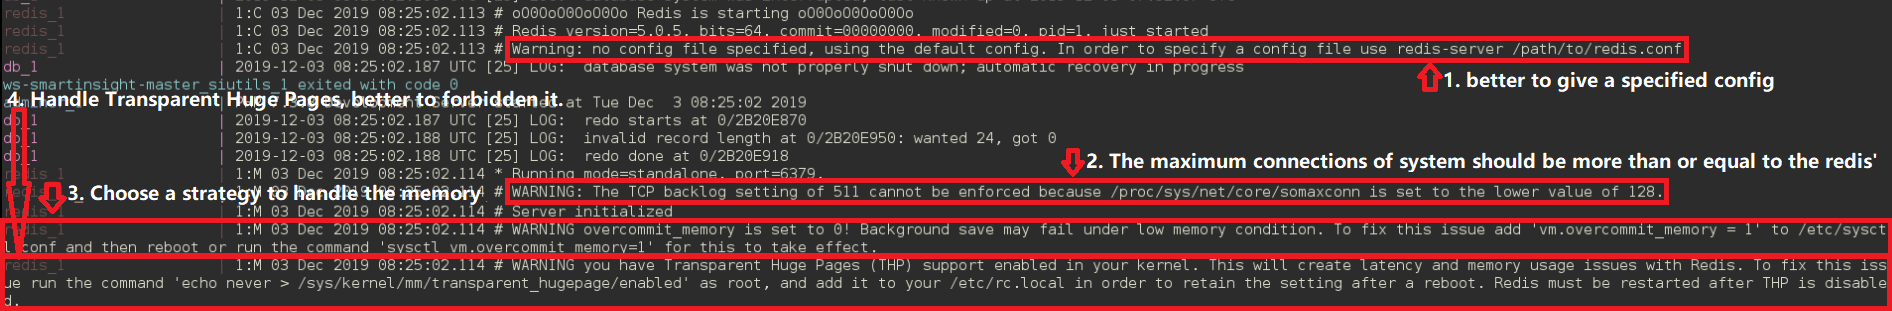 redis_1 | 1:C 03 Dec 2019 08:25:02.113 # oO0OoO0OoO0Oo Redis is starting oO0OoO0OoO0Oo
redis_1 | 1:C 03 Dec 2019 08:25:02.113 # Redis version=5.0.5, bits=64, commit=00000000, modified=0, pid=1, just started
redis_1 | 1:C 03 Dec 2019 08:25:02.113 # Warning: no config file specified, using the default config. In order to specify a config file use redis-server /path/to/redis.conf
db_1 | 2019-12-03 08:25:02.187 UTC [25] LOG:  database system was not properly shut down; automatic recovery in progress
ws-smartinsight-master_siutils_1 exited with code 0
1. better to give a specified config
4. Handle Transparent Huge Pages, better to forbidden it.
started at Tue Dec  3 08:25:02 2019
db_1 | 2019-12-03 08:25:02.187 UTC [25] LOG:  redo starts at 0/2B20E870
db_1 | 2019-12-03 08:25:02.188 UTC [25] LOG:  invalid record length at 0/2B20E950: wanted 24, got 0
db_1 | 2019-12-03 08:25:02.188 UTC [25] LOG:  redo done at 0/2B20E918
2. The maximum connections of system should be more than or equal to the redis'
redis_1 | 1:M 03 Dec 2019 08:25:02.114 * Running mode=standalone, port=6379.
3. Choose a strategy to handle the memory
08:25:02.114 # WARNING: The TCP backlog setting of 511 cannot be enforced because /proc/sys/net/core/somaxconn is set to the lower value of 128.
redis_1 | 1:M 03 Dec 2019 08:25:02.114 # Server initialized
redis_1 | 1:M 03 Dec 2019 08:25:02.114 # WARNING overcommit_memory is set to 0! Background save may fail under low memory condition. To fix this issue add 'vm.overcommit_memory = 1' to /etc/sysct
l.conf and then reboot or run the command 'sysctl vm.overcommit_memory=1' for this to take effect.
redis_1 | 1:M 03 Dec 2019 08:25:02.114 # WARNING you have Transparent Huge Pages (THP) support enabled in your kernel. This will create latency and memory usage issues with Redis. To fix this iss
ue run the command 'echo never > /sys/kernel/mm/transparent_hugepage/enabled' as root, and add it to your /etc/rc.local in order to retain the setting after a reboot. Redis must be restarted after THP is disable
d.